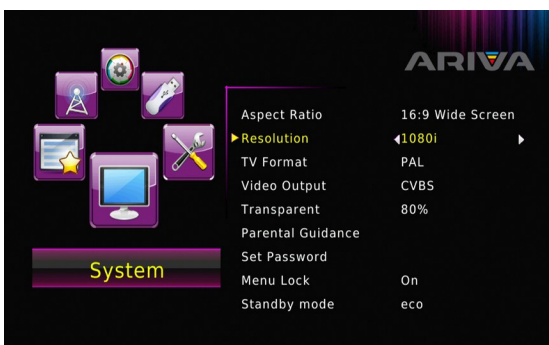 ARIVA
Aspect Ratio 16:9 Wide Screen
Resolution 1080i
TV Format PAL
Video Output CVBS
Transparent 80%
Parental Guidance
Set Password
Menu Lock On
Standby mode eco
System